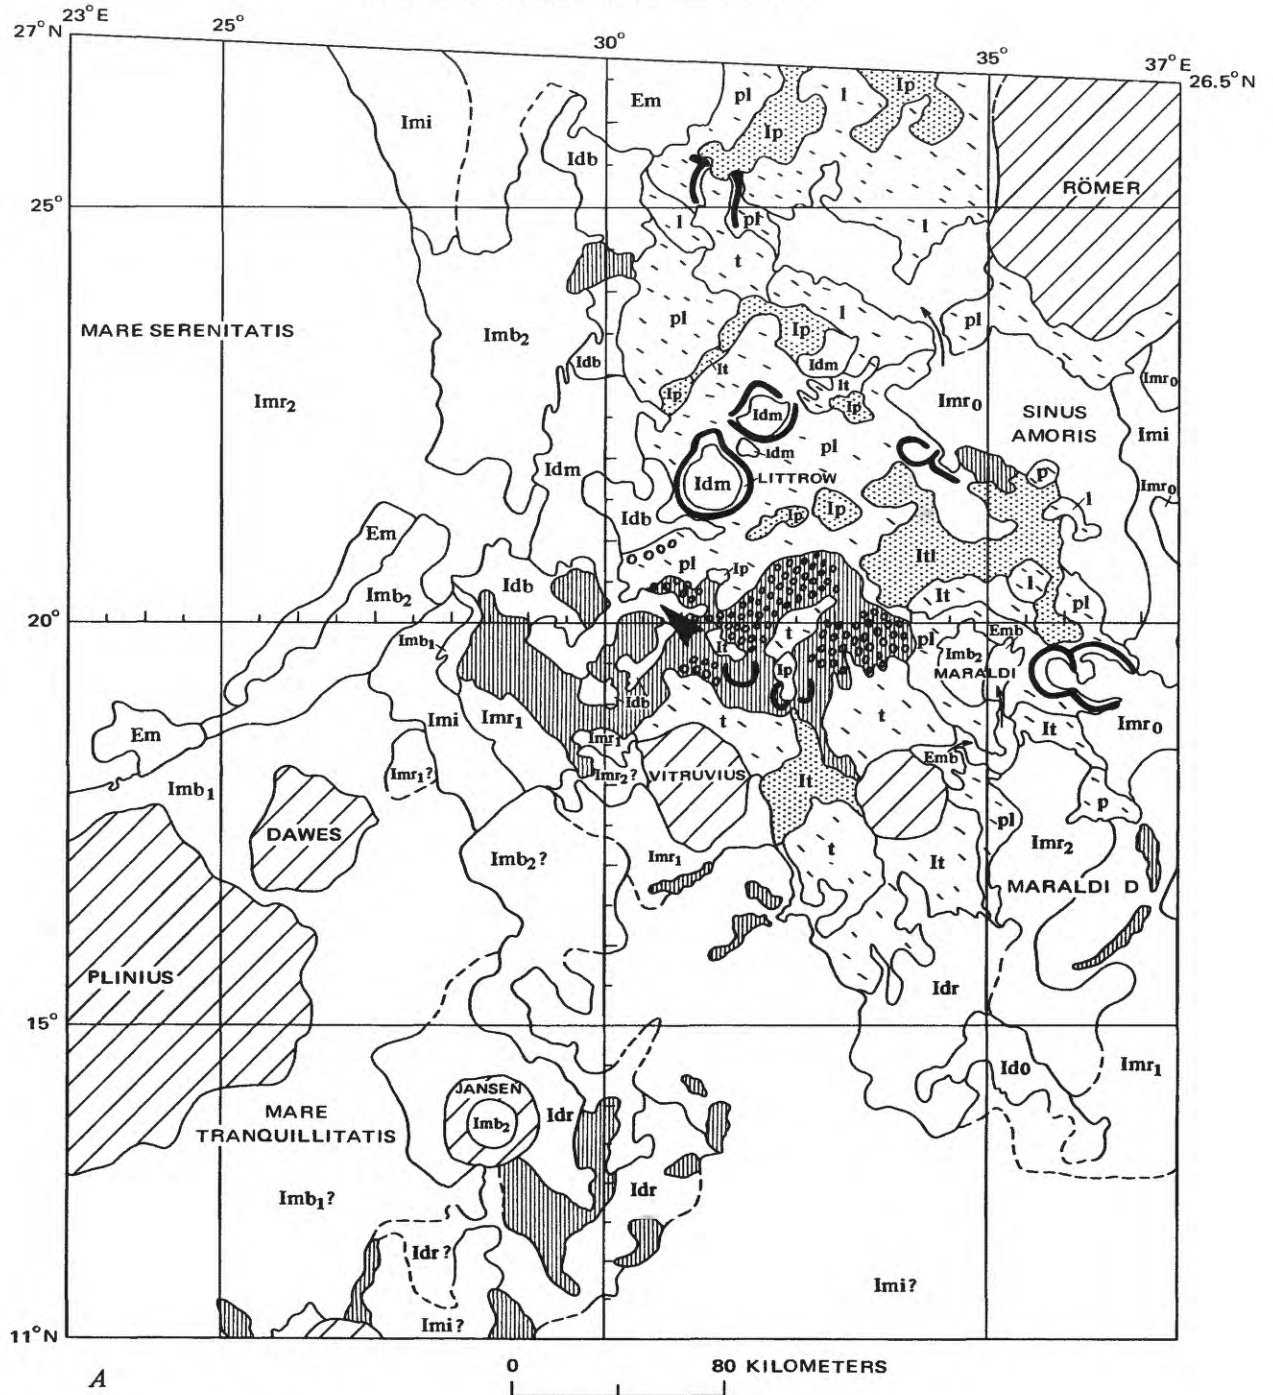 23°E
27°N
25°
30°
35°
37°E
26.5°N
Em
pl
l
Ip
Imi
Ip
Idb
RÖMER
25°
l
pl
l
t
MARE SERENITATIS
Imb2
pl
Ip
l
pl
Idb
It
Idm
Imr0
Imr2
Ip
It
Ip
Imr0
SINUS
AMORIS
Imi
Idm
pl
Idm
Idm
Idm
LITTROW
p
Imr0
l
Idb
Ip
Ip
Em
Itl
pl
Ip
Idb
It
l
pl
Imb2
20°
Imb1
It
t
pl
Emb
Imb2
MARALDI
Ip
Idb
Imi
Imr1
t
t
It
Imr0
Em
Imr1
Emb
Imr1?
Imr2?
VITRUVIUS
It
Imb1
p
DAWES
pl
Imb2?
Imr1
t
It
Imr2
MARALDI D
PLINIUS
Idr
15°
Id0
Imr1
JANSEN
MARE
TRANQUILLITATIS
Imb2
Idr
Imb1?
Idr
Idr?
Imi?
Imi?
11°N
A
0 80 KILOMETERS